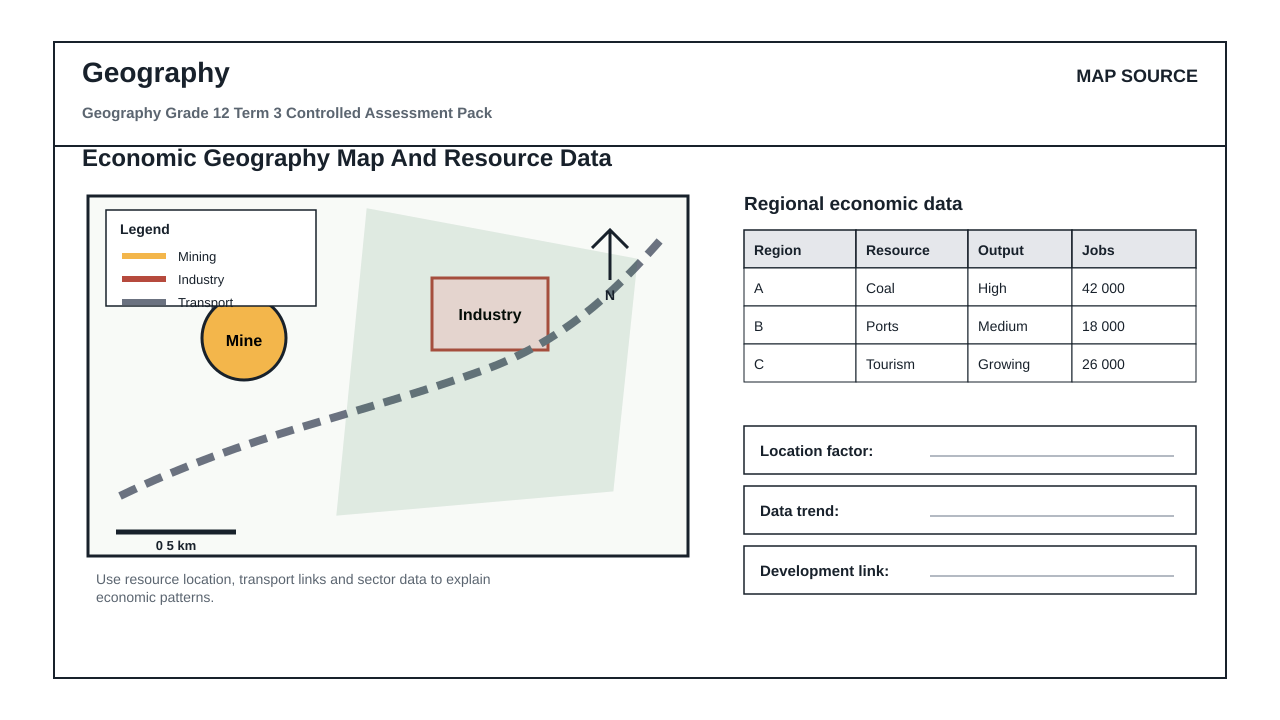 Geography
MAP SOURCE
Geography Grade 12 Term 3 Controlled Assessment Pack
Economic Geography Map And Resource Data
Legend
Mining
Industry
Transport
Mine
Industry
N
0 5 km
Use resource location, transport links and sector data to explain
economic patterns.
Regional economic data
Region Resource Output Jobs
A Coal High 42 000
B Ports Medium 18 000
C Tourism Growing 26 000
Location factor:
Data trend:
Development link: